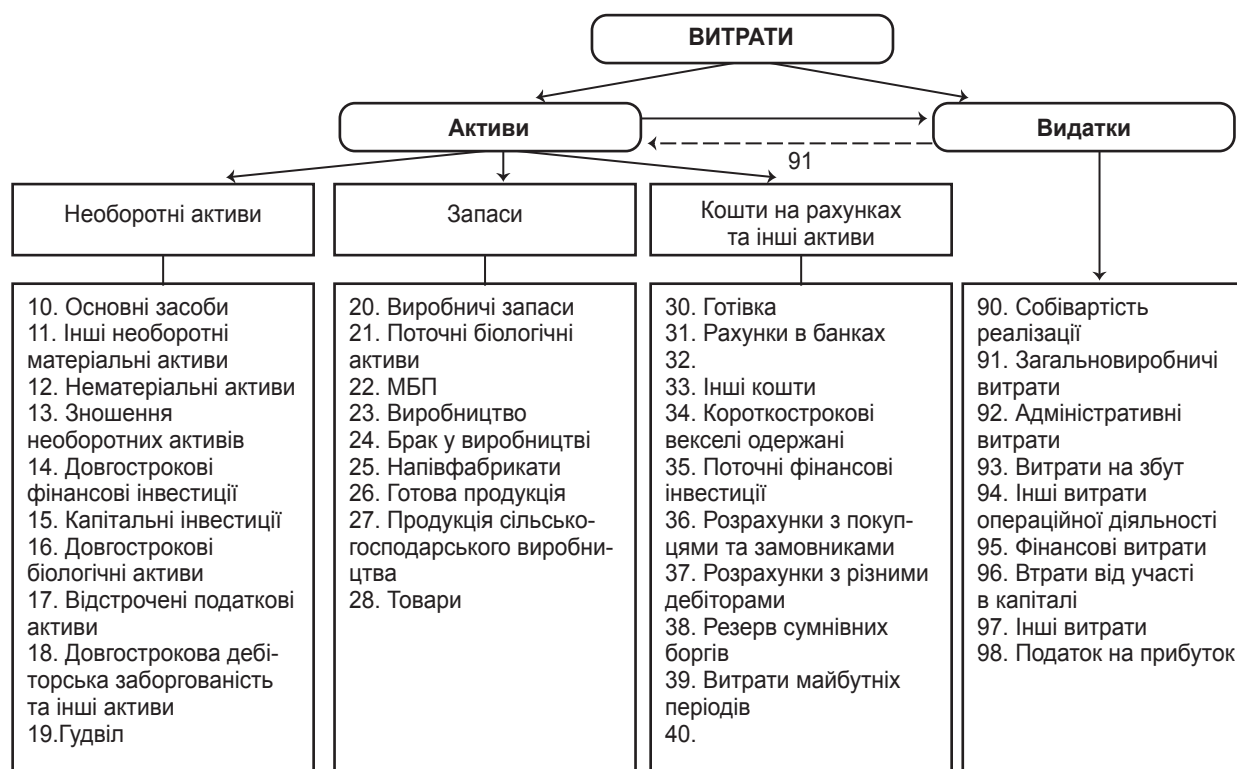 ВИТРАТИ
Активи
Видатки
91
Необоротні активи
Запаси
Кошти на рахунках
та інші активи
10. Основні засоби
11. Інші необоротні
матеріальні активи
12. Нематеріальні активи
13. Зношення
необоротних активів
14. Довгострокові
фінансові інвестиції
15. Капітальні інвестиції
16. Довгострокові
біологічні активи
17. Відстрочені податкові
активи
18. Довгострокова дебі-
торська заборгованість
та інші активи
19.Гудвіл
20. Виробничі запаси
21. Поточні біологічні
активи
22. МБП
23. Виробництво
24. Брак у виробництві
25. Напівфабрикати
26. Готова продукція
27. Продукція сільсько-
господарського виробни-
цтва
28. Товари
30. Готівка
31. Рахунки в банках
32.
33. Інші кошти
34. Короткострокові
векселі одержані
35. Поточні фінансові
інвестиції
36. Розрахунки з покуп-
цями та замовниками
37. Розрахунки з різними
дебіторами
38. Резерв сумнівних
боргів
39. Витрати майбутніх
періодів
40.
90. Собівартість
реалізації
91. Загальновиробничі
витрати
92. Адміністративні
витрати
93. Витрати на збут
94. Інші витрати
операційної діяльності
95. Фінансові витрати
96. Втрати від участі
в капіталі
97. Інші витрати
98. Податок на прибуток